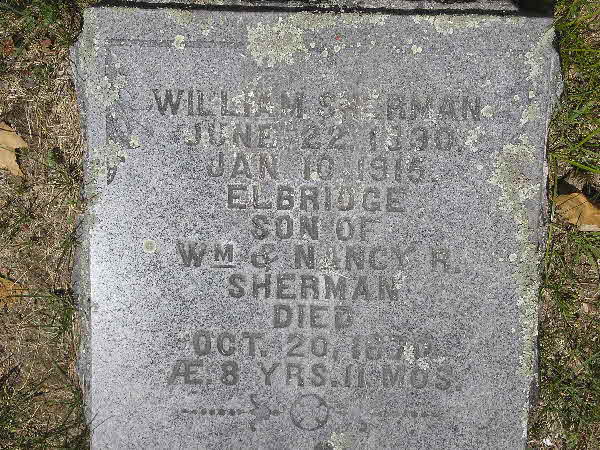 WILLIAM SHERMAN
JUNE 22,
JAN. 10, 1915.
ELBRIDGE
SON OF
WM & NANCY R.
SHERMAN
DIED
OCT. 20,
Æ. 8 YRS. 11 MOS.